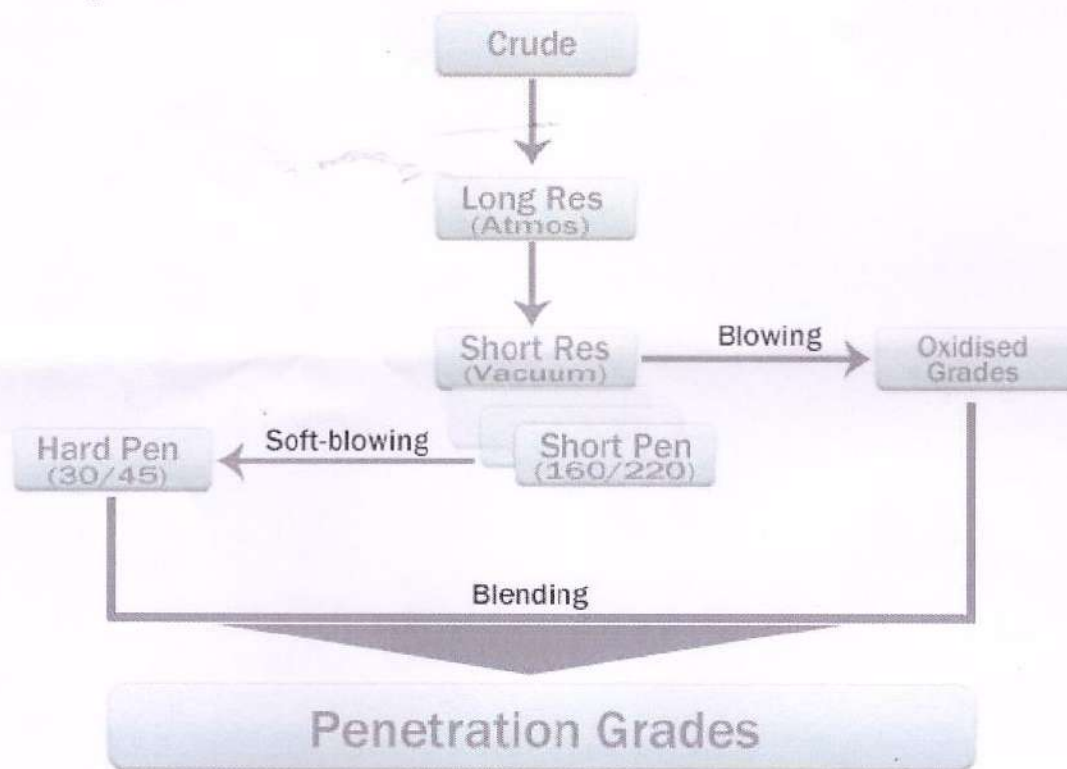 Crude
Long Res
(Atmos)
Short Res
(Vacuum)
Blowing
Oxidised
Grades
Hard Pen
(30/45)
Soft-blowing
Short Pen
(160/220)
Blending
Penetration Grades